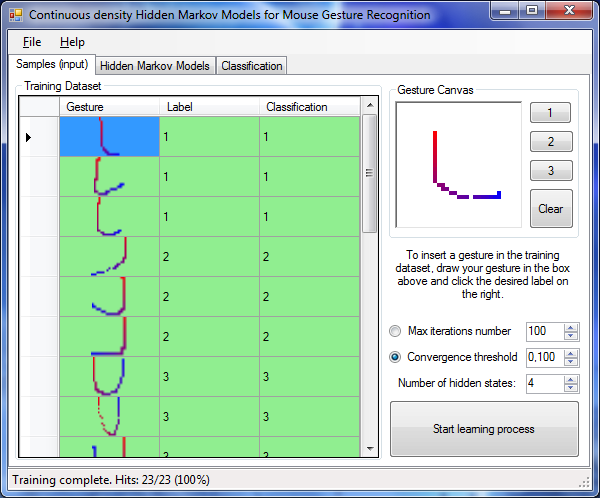 Continuous density Hidden Markov Models for Mouse Gesture Recognition
File Help
Samples (input) Hidden Markov Models Classification
Training Dataset
Gesture Label Classification
1 1
1 1
1 1
2 2
2 2
2 2
3 3
3 3
2 2
Gesture Canvas
1
2
3
Clear
To insert a gesture in the training
dataset, draw your gesture in the box
above and click the desired label on
the right.
Max iterations number 100
Convergence threshold 0,100
Number of hidden states: 4
Start learning process
Training complete. Hits: 23/23 (100%)